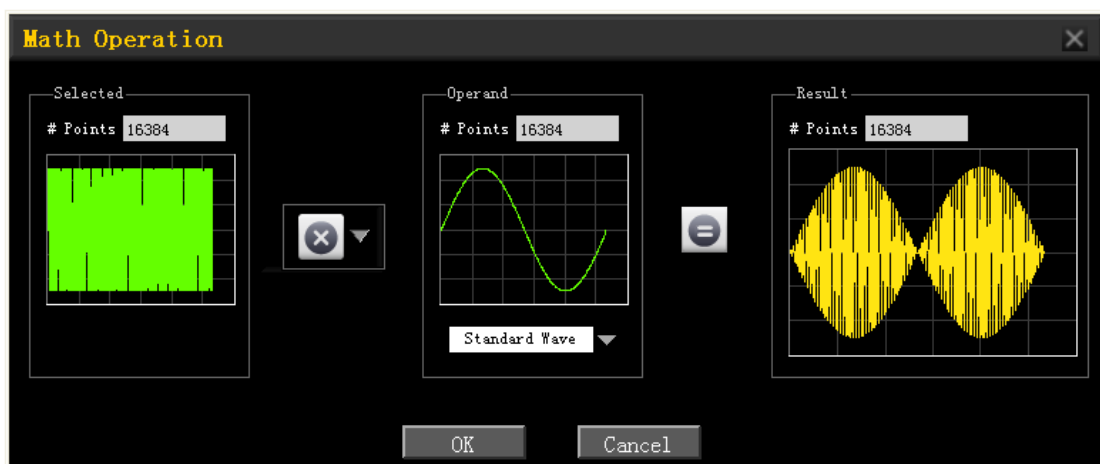 Math Operation
Selected
# Points 16384
Operand
# Points 16384
Standard Wave
Result
# Points 16384
OK
Cancel